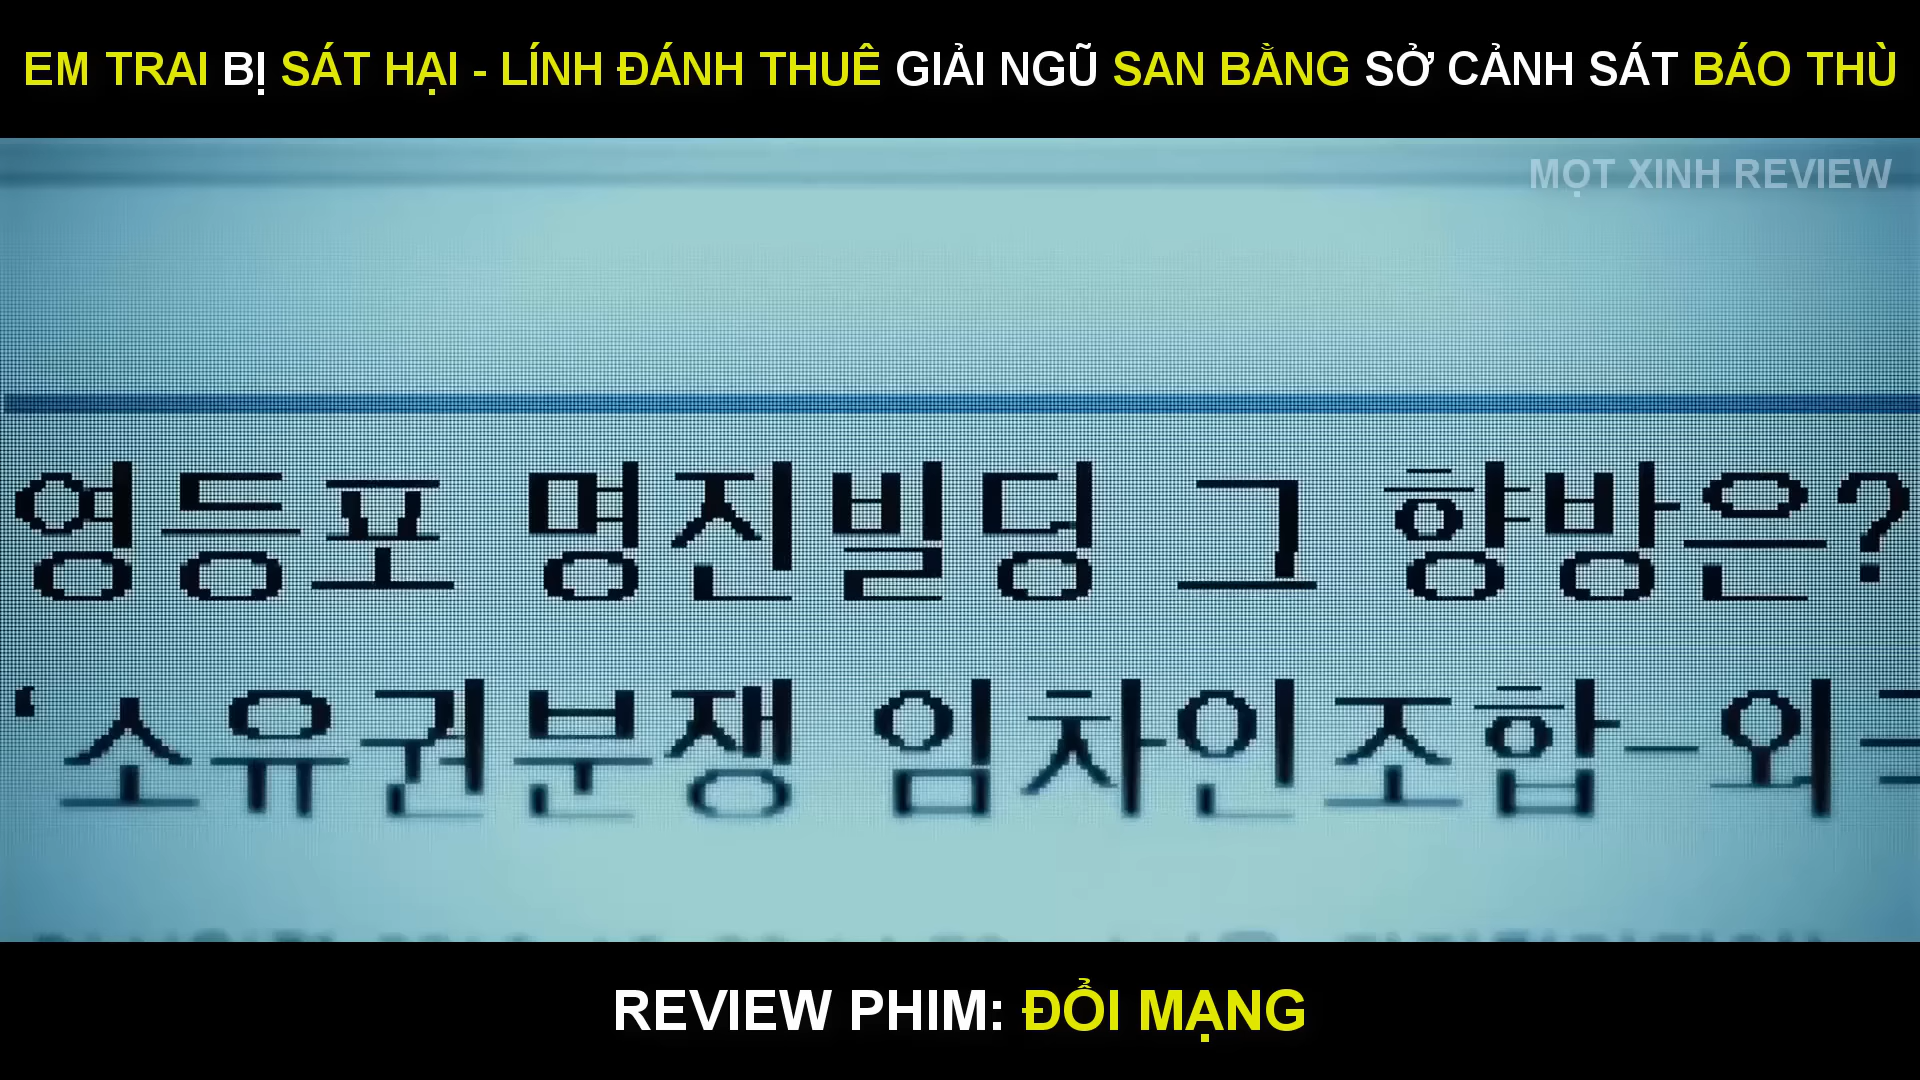 EM TRAI BỊ SÁT HẠI - LÍNH ĐÁNH THUÊ GIẢI NGŨ SAN BẰNG SỞ CẢNH SÁT BÁO THÙ
MỌT XINH REVIEW
영등포 명진빌딩 그 향방은?
‘소유권분쟁 임차인조합-외
REVIEW PHIM: ĐỔI MẠNG